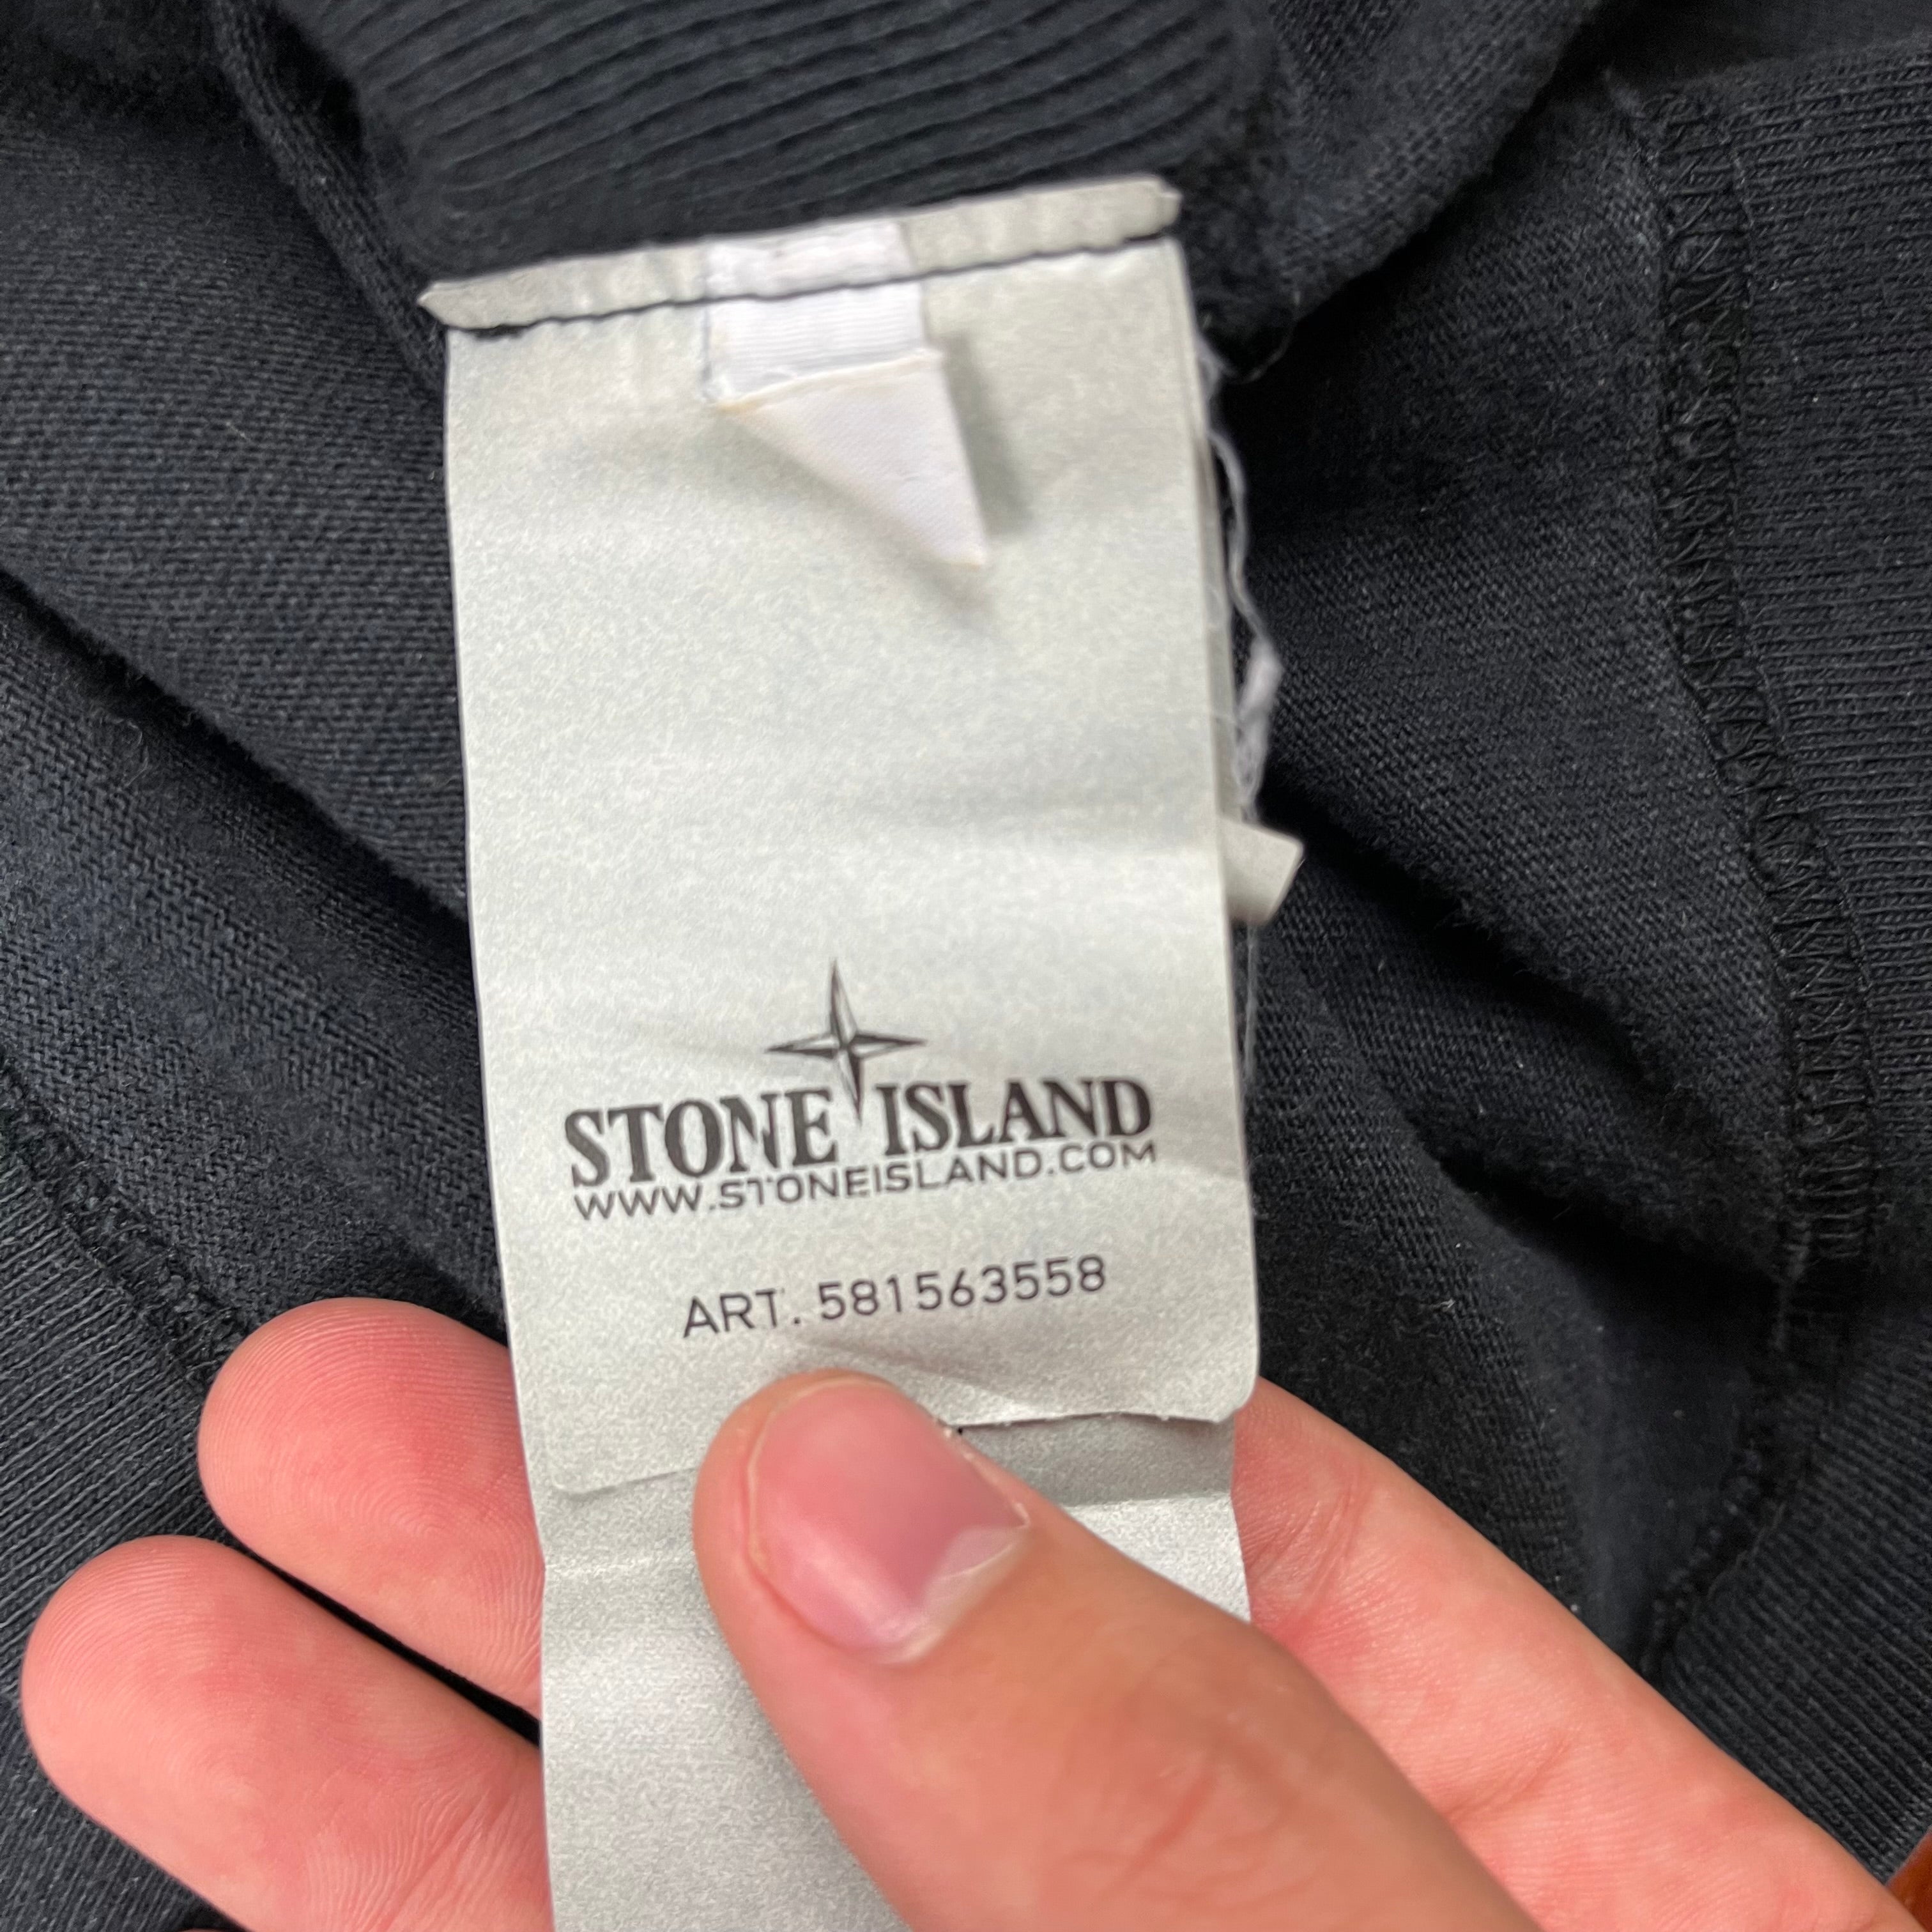 STONE ISLAND
WWW.STONEISLAND.COM
ART. 581563558